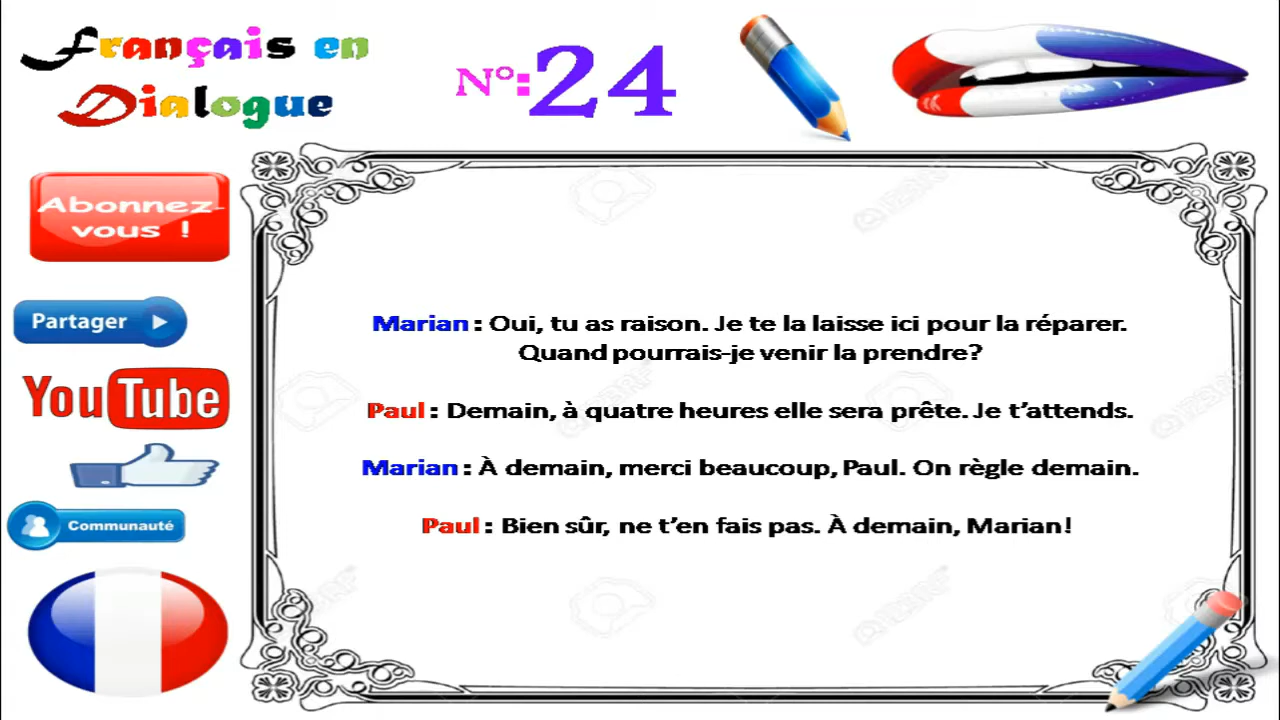 Français en
Dialogue
N°:24
Abonnez-
vous !
Partager
YouTube
Communauté
Marian : Oui, tu as raison. Je te la laisse ici pour la réparer.
Quand pourrais-je venir la prendre?
Paul : Demain, à quatre heures elle sera prête. Je t’attends.
Marian : À demain, merci beaucoup, Paul. On règle demain.
Paul : Bien sûr, ne t’en fais pas. À demain, Marian!